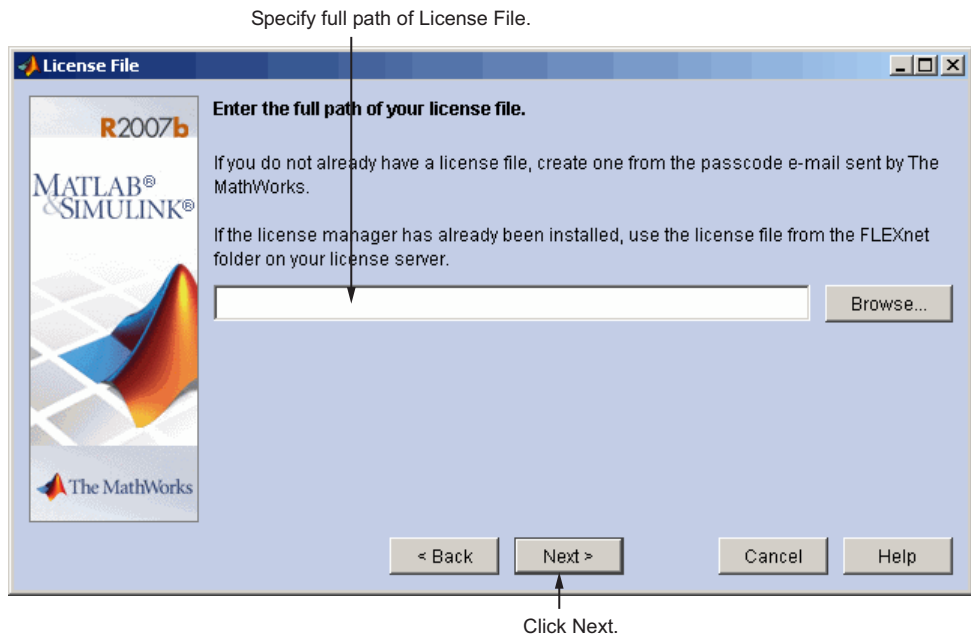 Specify full path of License File.
License File
R2007b
MATLAB®
&SIMULINK®
The MathWorks
Enter the full path of your license file.
If you do not already have a license file, create one from the passcode e-mail sent by The
MathWorks.
If the license manager has already been installed, use the license file from the FLEXnet
folder on your license server.
Browse...
< Back
Next >
Cancel
Help
Click Next.